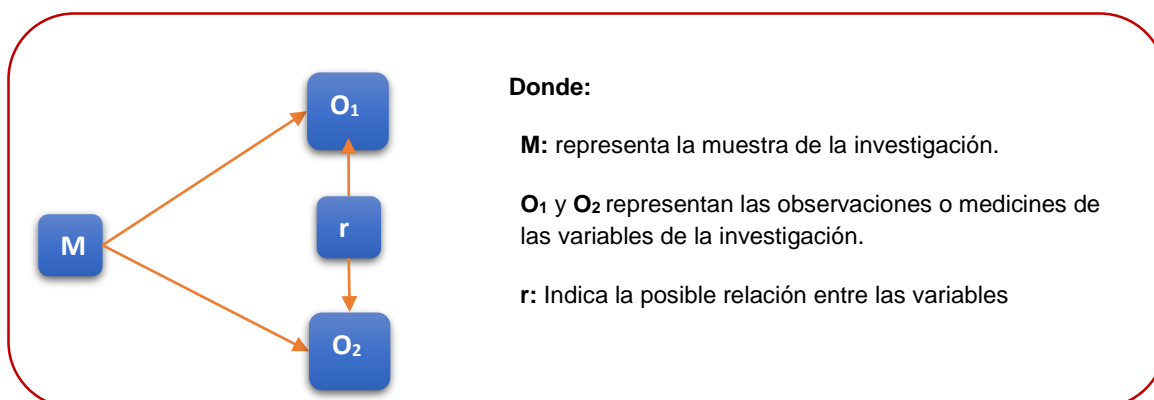 O₁
r
M
O₂
Donde:
M: representa la muestra de la investigación.
O₁ y O₂ representan las observaciones o medicines de
las variables de la investigación.
r: Indica la posible relación entre las variables